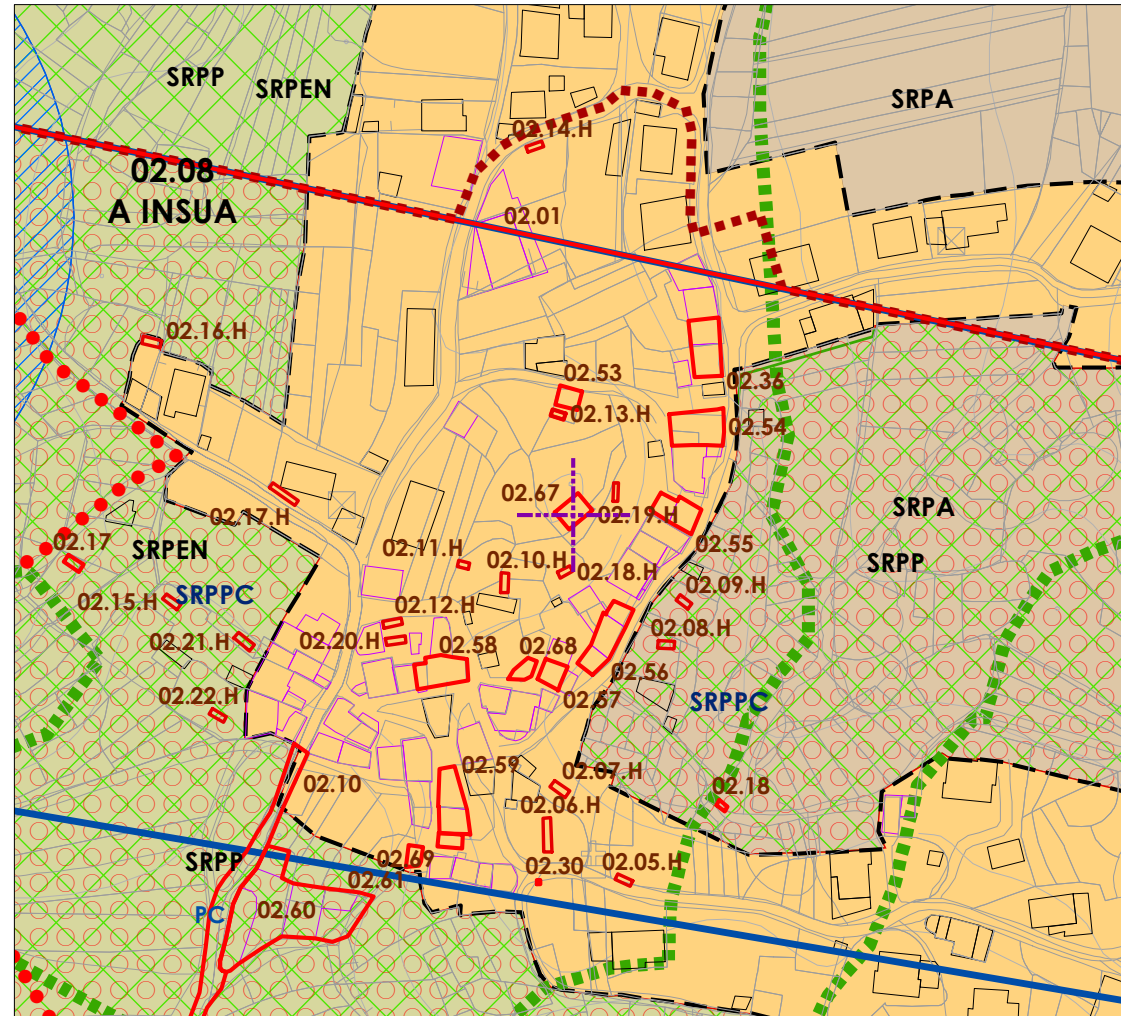 SRPP
SRPEN
SRPA
02.14.H
02.08
A INSUA
02.01
02.16.H
02.53
02.36
02.13.H
02.54
02.67
02.19.H
SRPA
02.17.H
02.17
SRPEN
02.11.H
02.10.H
02.55
SRPP
02.18.H
02.09.H
SRPPC
02.15.H
02.12.H
02.08.H
02.21.H
02.20.H
02.58
02.68
02.56
02.22.H
02.57
SRPPC
02.59
02.07.H
02.10
02.06.H
02.18
SRPP
02.69
02.30
02.05.H
02.61
PC
02.60